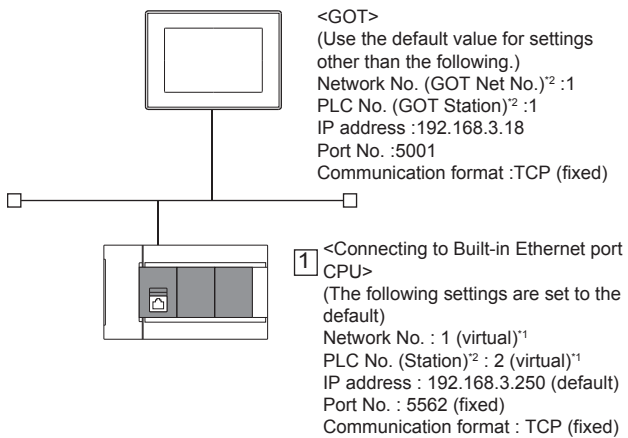 <GOT>
(Use the default value for settings
other than the following.)
Network No. (GOT Net No.)*2 :1
PLC No. (GOT Station)*2 :1
IP address :192.168.3.18
Port No. :5001
Communication format :TCP (fixed)
1
<Connecting to Built-in Ethernet port
CPU>
(The following settings are set to the
default)
Network No. : 1 (virtual)*1
PLC No. (Station)*2 : 2 (virtual)*1
IP address : 192.168.3.250 (default)
Port No. : 5562 (fixed)
Communication format : TCP (fixed)